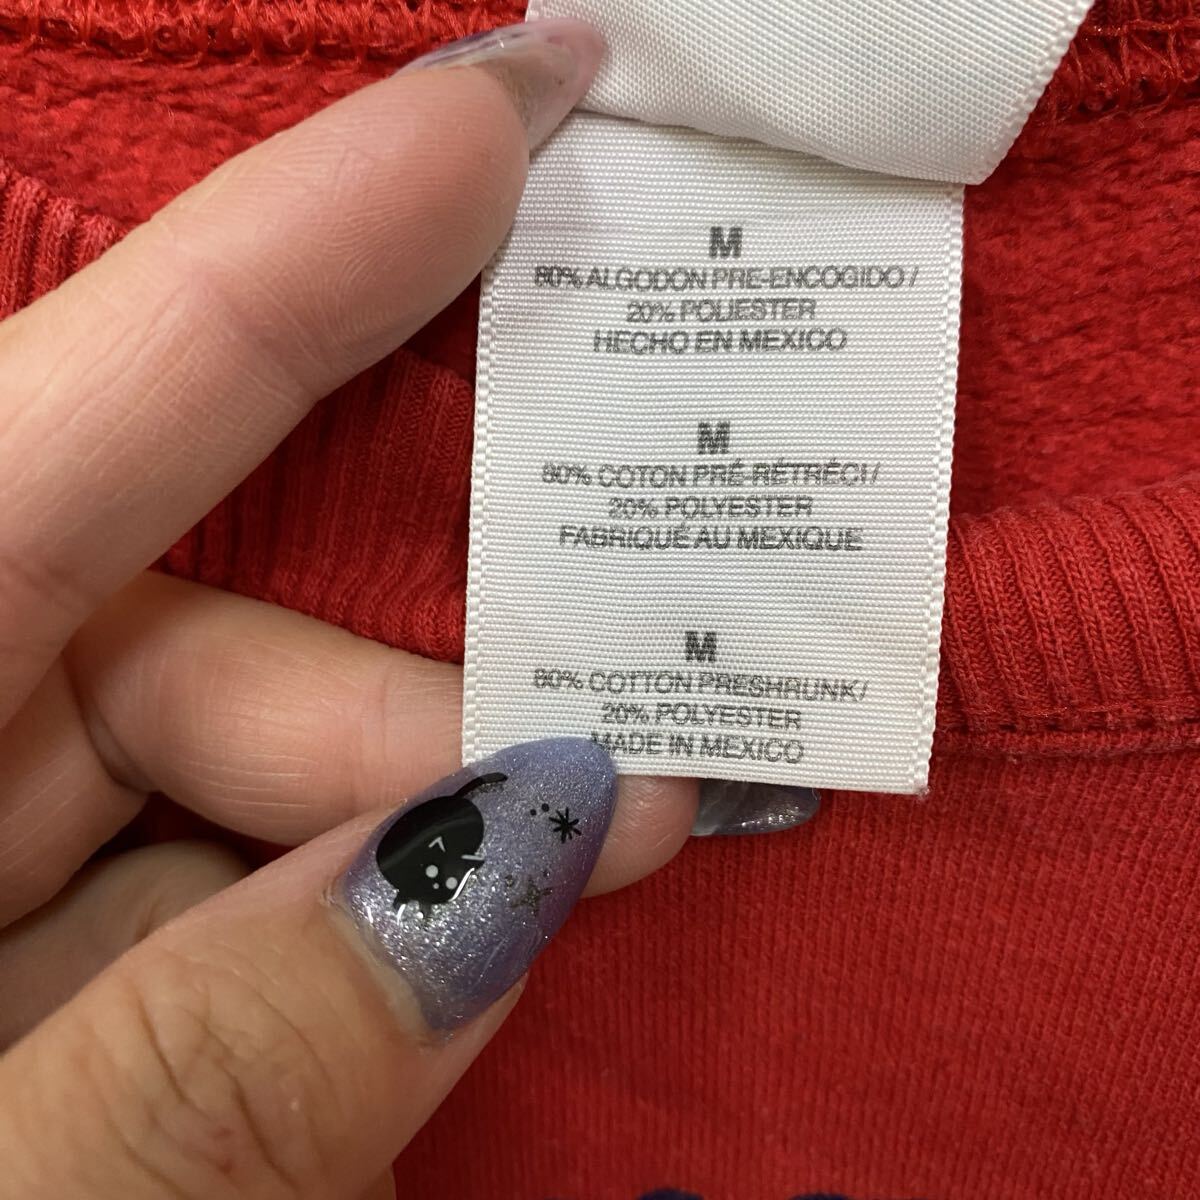 M
80% ALGODON PRE-ENCOGIDO /
20% POLIESTER
HECHO EN MEXICO
M
80% COTON PRÉ-RÉTRÉCI /
20% POLYESTER
FABRIQUÉ AU MEXIQUE
M
80% COTTON PRESHRUNK/
20% POLYESTER
MADE IN MEXICO